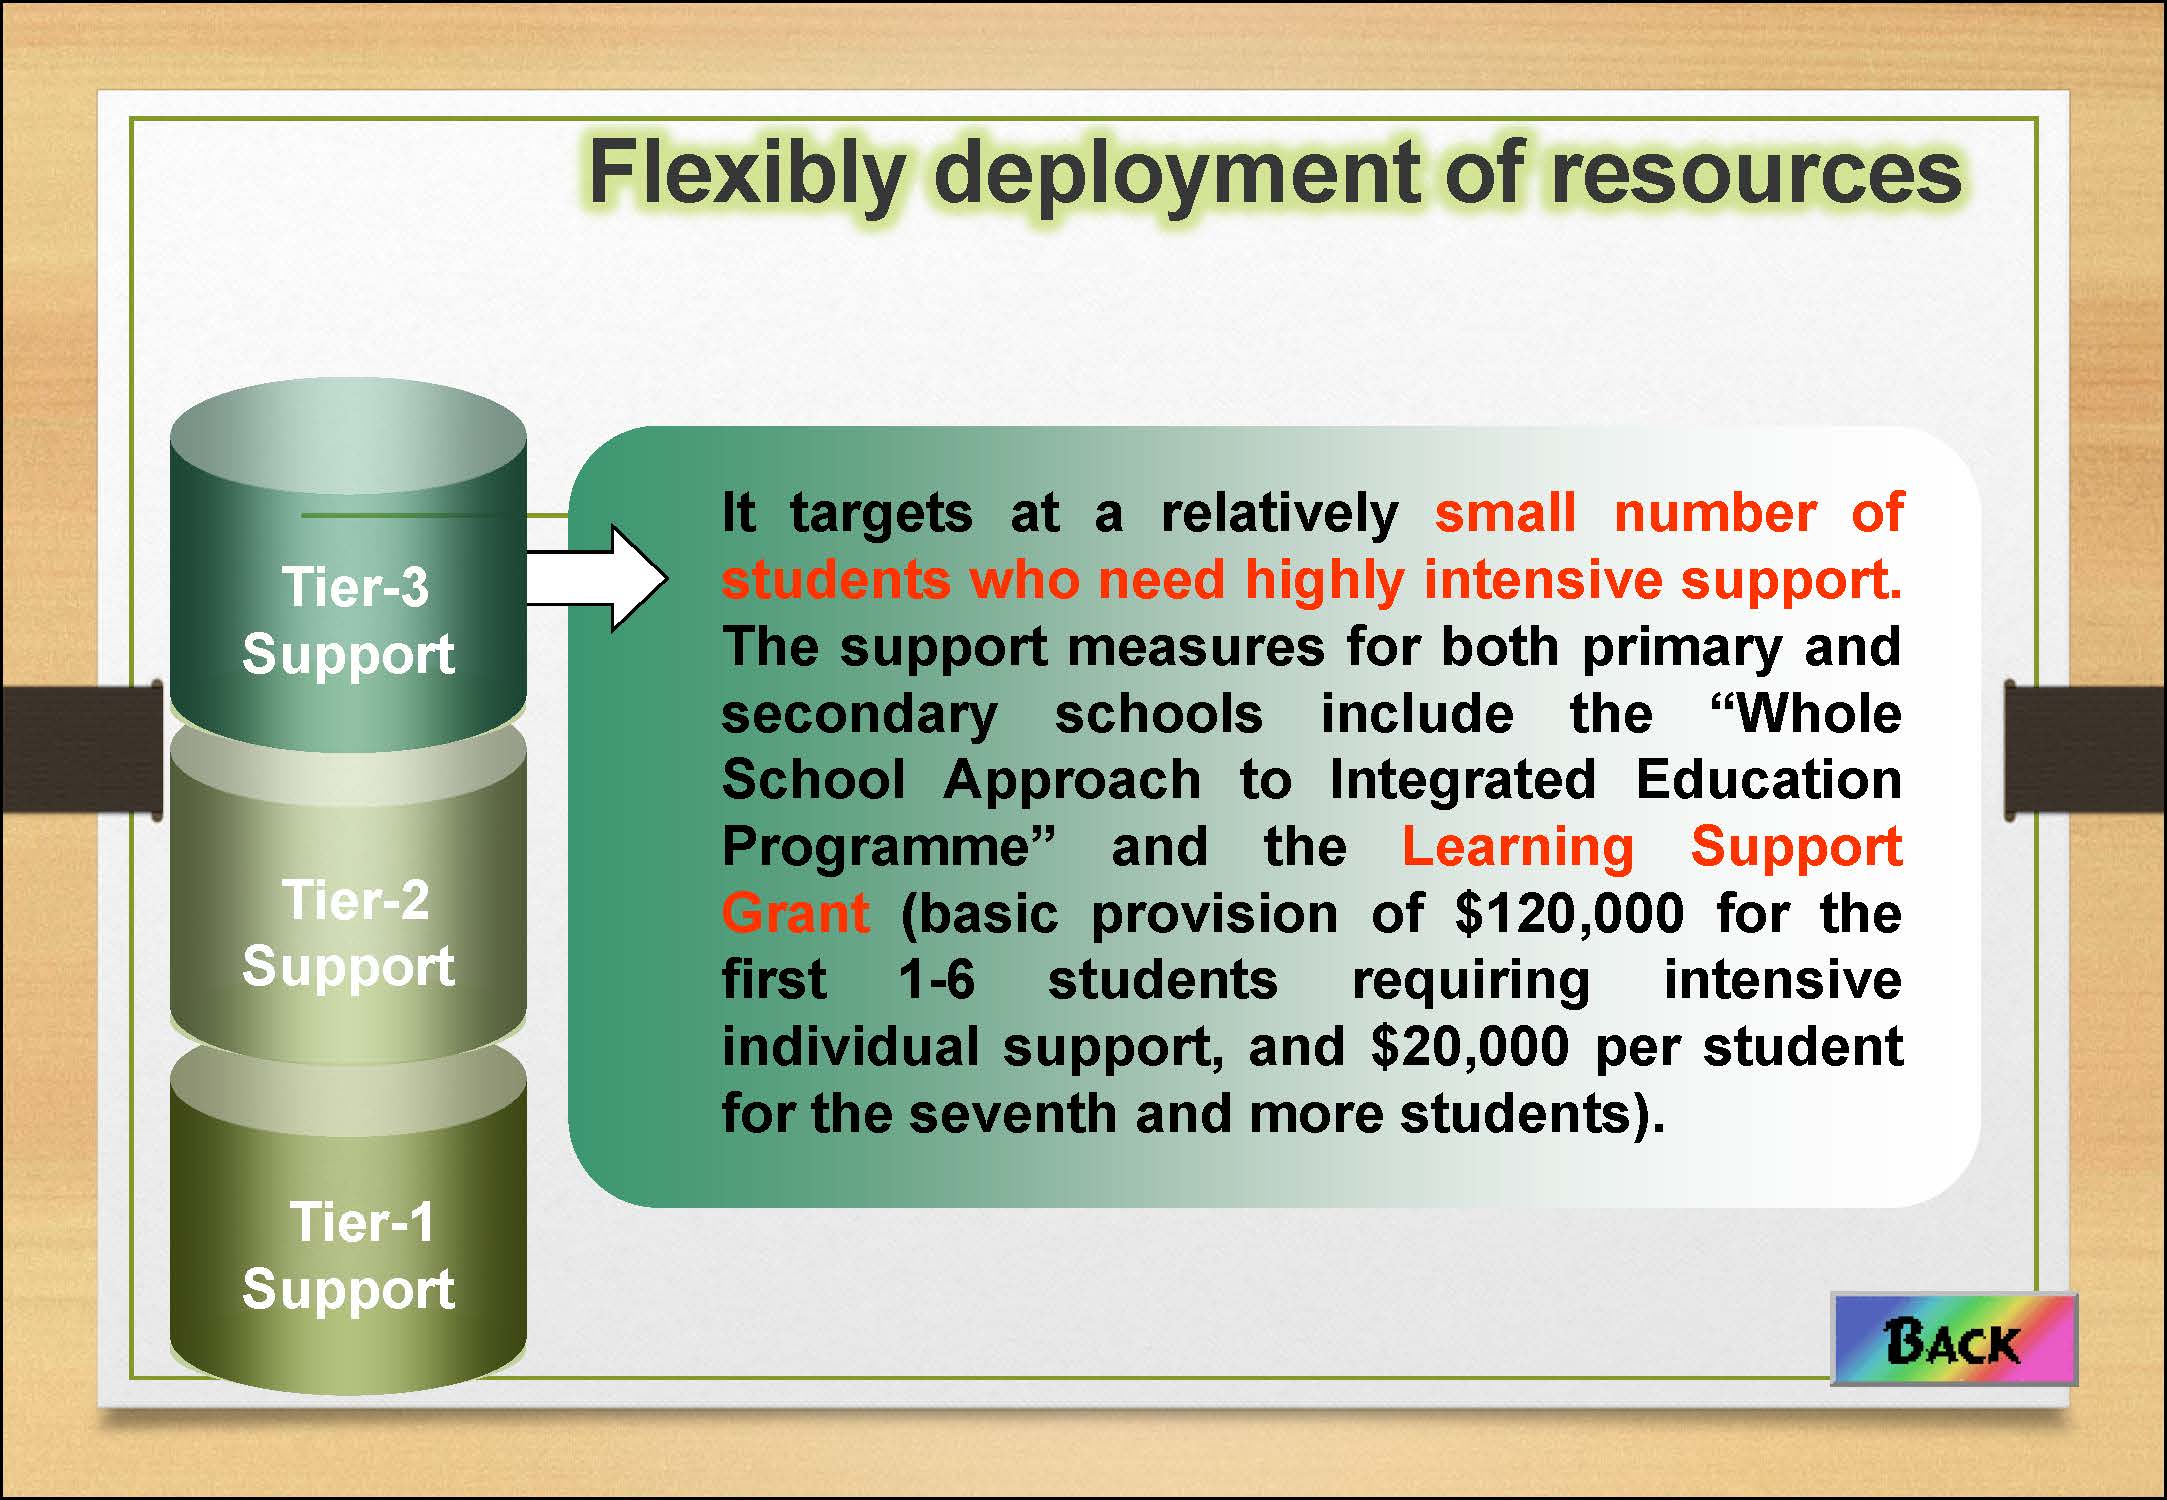 Flexibly deployment of resources
Tier-3
Support
It targets at a relatively small number of
students who need highly intensive support.
The support measures for both primary and
secondary schools include the “Whole
School Approach to Integrated Education
Programme” and the Learning Support
Grant (basic provision of $120,000 for the
first 1-6 students requiring intensive
individual support, and $20,000 per student
for the seventh and more students).
Tier-2
Support
Tier-1
Support
BACK